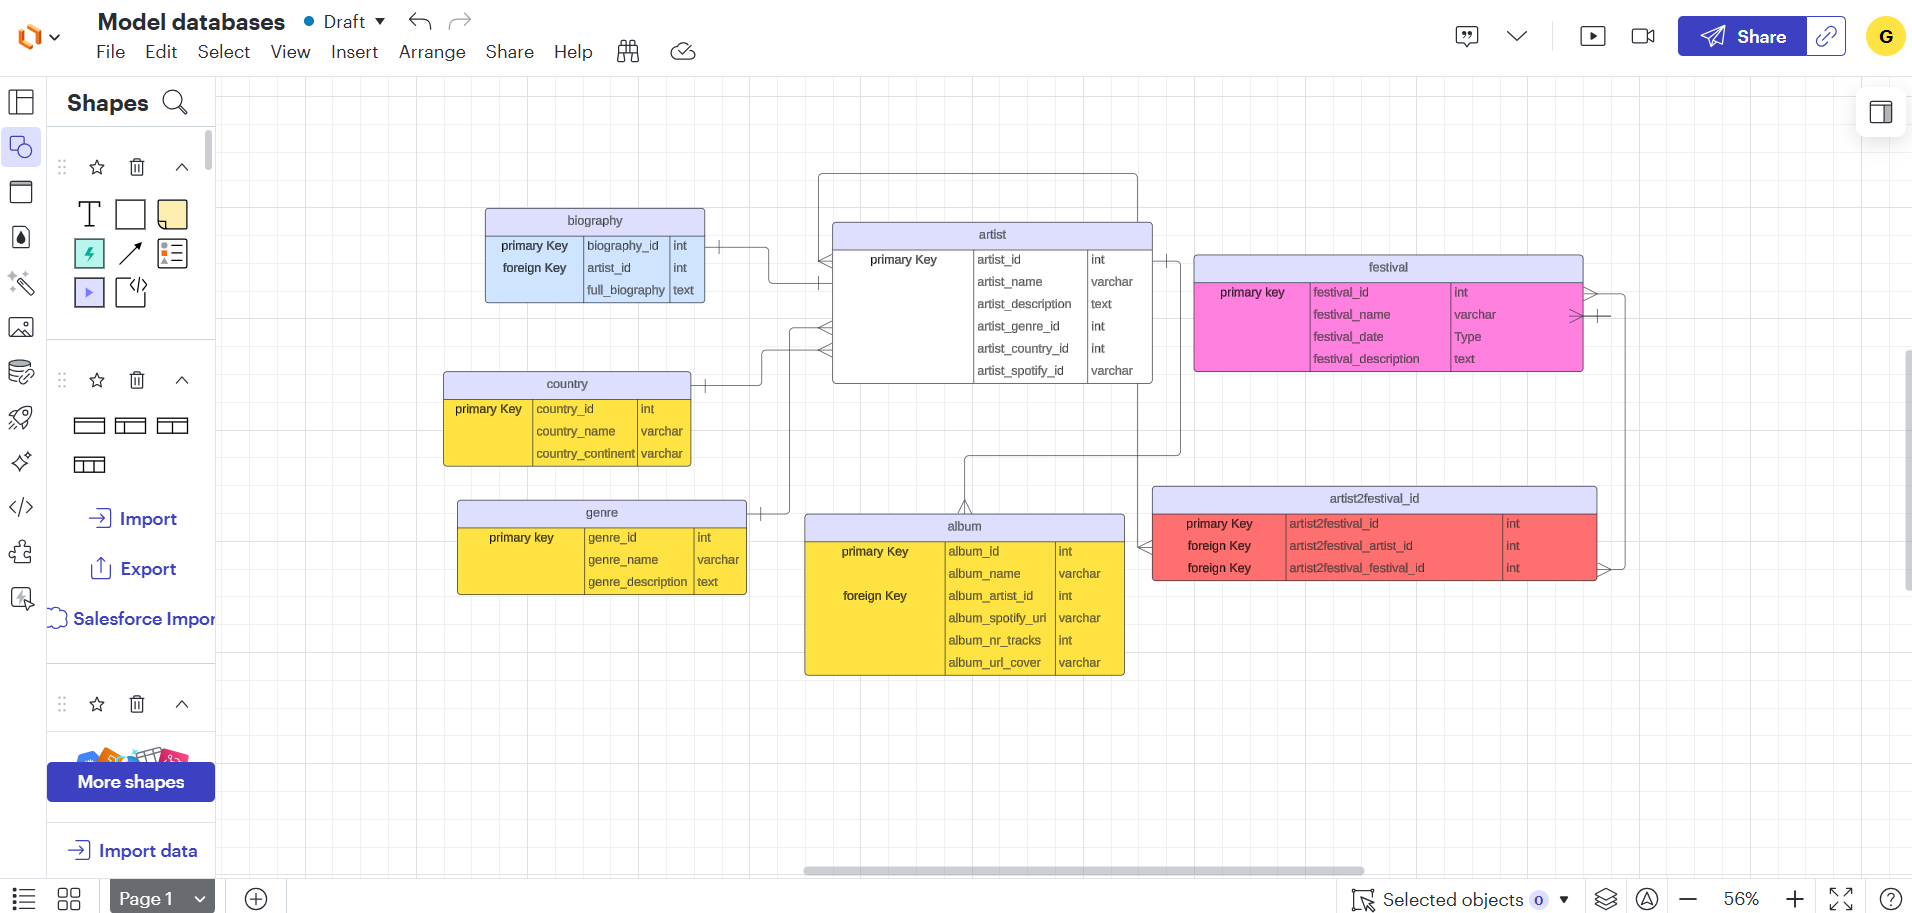 Model databases
Draft
File Edit Select View Insert Arrange Share Help
Share
G
Shapes
T
Import
Export
Salesforce Impor
More shapes
Import data
biography
primary Key biography_id int
foreign Key artist_id int
full_biography text
artist
primary Key artist_id int
artist_name varchar
artist_description text
artist_genre_id int
artist_country_id int
artist_spotify_id varchar
festival
primary key festival_id int
festival_name varchar
festival_date Type
festival_description text
country
primary Key country_id int
country_name varchar
country_continent varchar
genre
primary key genre_id int
genre_name varchar
genre_description text
album
primary Key album_id int
album_name varchar
foreign Key album_artist_id int
album_spotify_uri varchar
album_nr_tracks int
album_url_cover varchar
artist2festival_id
primary Key artist2festival_id int
foreign Key artist2festival_artist_id int
foreign Key artist2festival_festival_id int
Page 1
Selected objects 0
56%